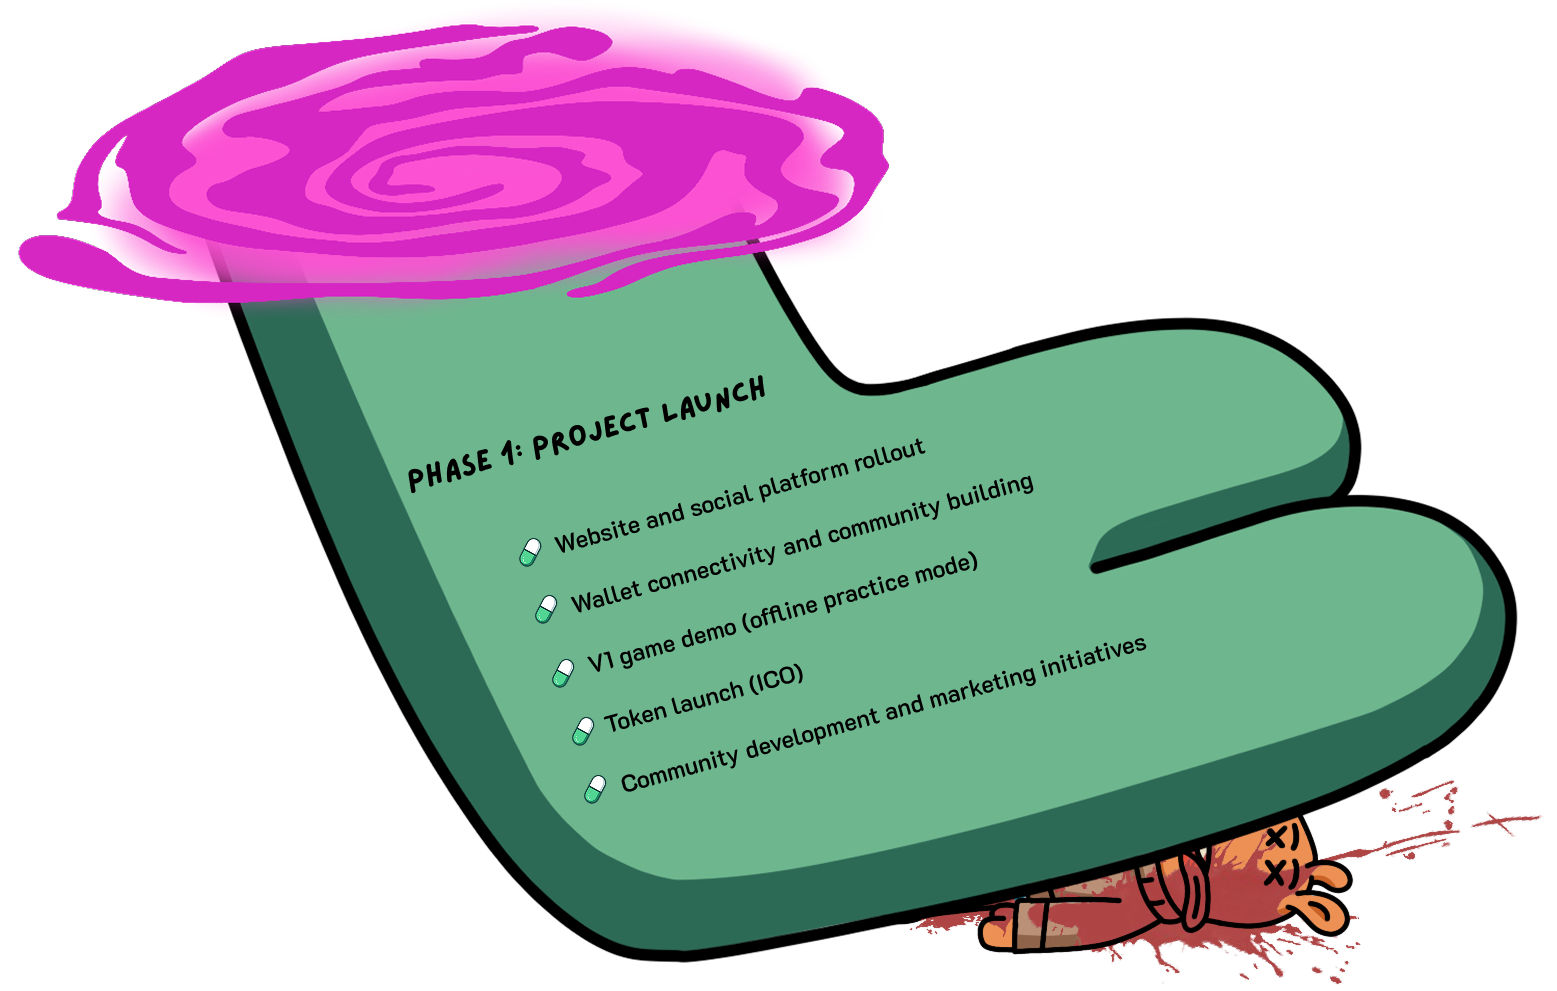 PHASE 1: PROJECT LAUNCH
Website and social platform rollout
Wallet connectivity and community building
V1 game demo (offline practice mode)
Token launch (ICO)
Community development and marketing initiatives